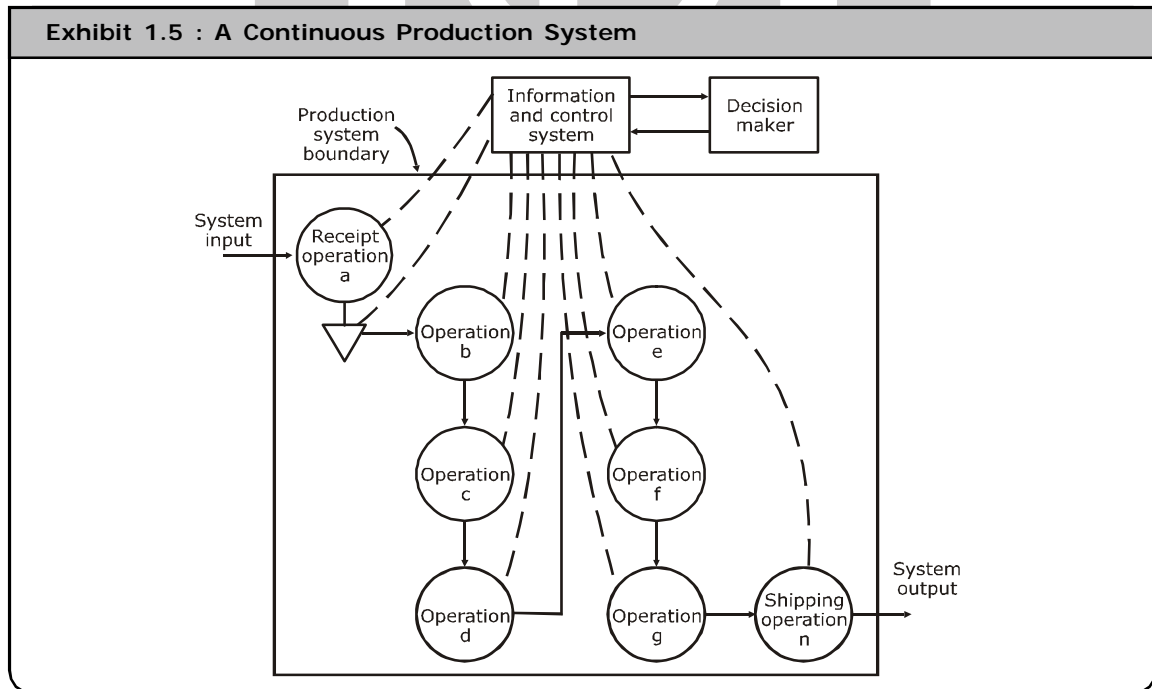 Exhibit 1.5 : A Continuous Production System
Information
and control
system
Decision
maker
Production
system
boundary
System
input
Receipt
operation
a
Operation
b
Operation
e
Operation
c
Operation
f
Operation
d
Operation
g
Shipping
operation
n
System
output